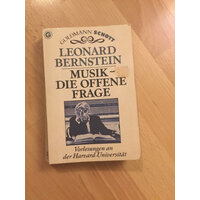 GOLDMANN SCHOTT
LEONARD
BERNSTEIN
MUSIK –
DIE OFFENE
FRAGE
Vorlesungen an
der Harvard-Universität